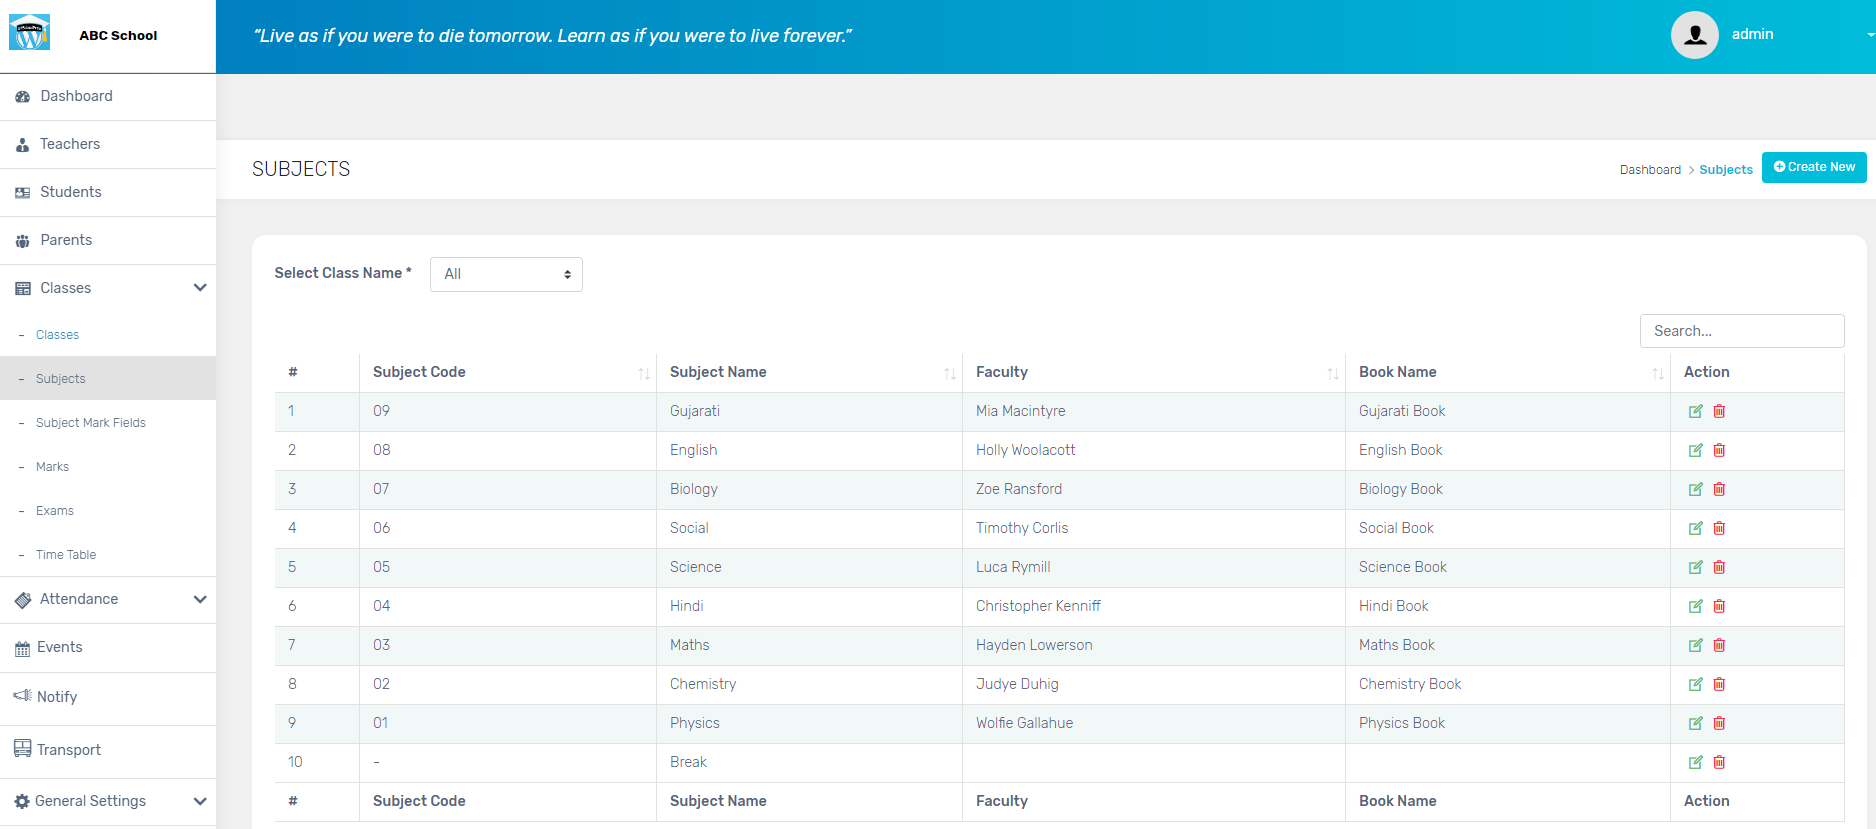 ABC School
“Live as if you were to die tomorrow. Learn as if you were to live forever.”
admin
Dashboard
Teachers
Students
Parents
Classes
- Classes
- Subjects
- Subject Mark Fields
- Marks
- Exams
- Time Table
Attendance
Events
Notify
Transport
General Settings
SUBJECTS
Dashboard > Subjects
Create New
Select Class Name * All
Search...
# Subject Code Subject Name Faculty Book Name Action
1 09 Gujarati Mia Macintyre Gujarati Book
2 08 English Holly Woolacott English Book
3 07 Biology Zoe Ransford Biology Book
4 06 Social Timothy Corlis Social Book
5 05 Science Luca Rymill Science Book
6 04 Hindi Christopher Kenniff Hindi Book
7 03 Maths Hayden Lowerson Maths Book
8 02 Chemistry Judye Duhig Chemistry Book
9 01 Physics Wolfie Gallahue Physics Book
10 - Break
# Subject Code Subject Name Faculty Book Name Action